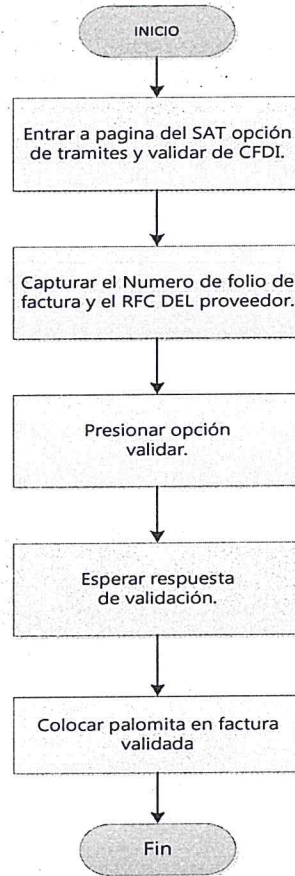 INICIO
Entrar a pagina del SAT opción
de tramites y validar de CFDI.
Capturar el Numero de folio de
factura y el RFC DEL proveedor.
Presionar opción
validar.
Esperar respuesta
de validación.
Colocar palomita en factura
validada
Fin